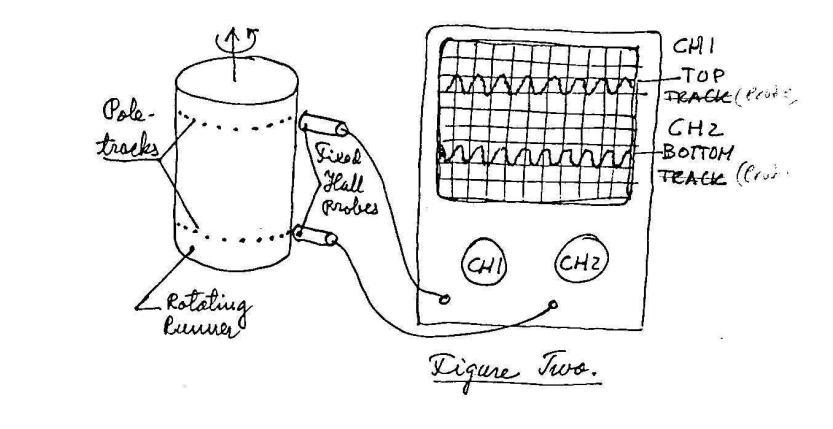 Pole-
tracks
Fixed
Hall
probes
Rotating
Runner
CH1
TOP
TRACK (Probe
CH2
BOTTOM
TRACK
CH1
CH2
Figure Two.